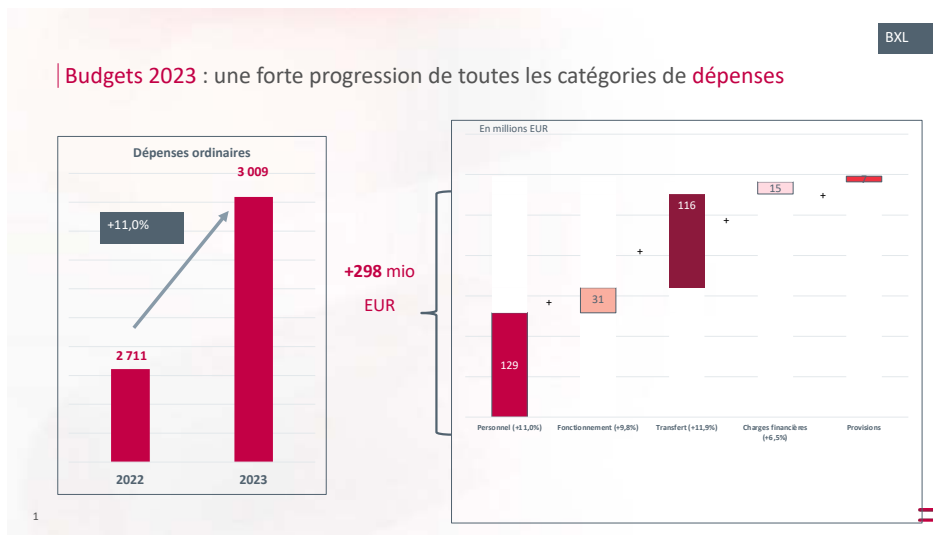 BXL
Budgets 2023 : une forte progression de toutes les catégories de dépenses
Dépenses ordinaires
3 009
+11,0%
2 711
2022
2023
+298 mio
EUR
En millions EUR
129
+
31
+
116
+
15
+
7
Personnel (+11,0%)
Fonctionnement (+9,8%)
Transfert (+11,9%)
Charges financières
(+6,5%)
Provisions
1